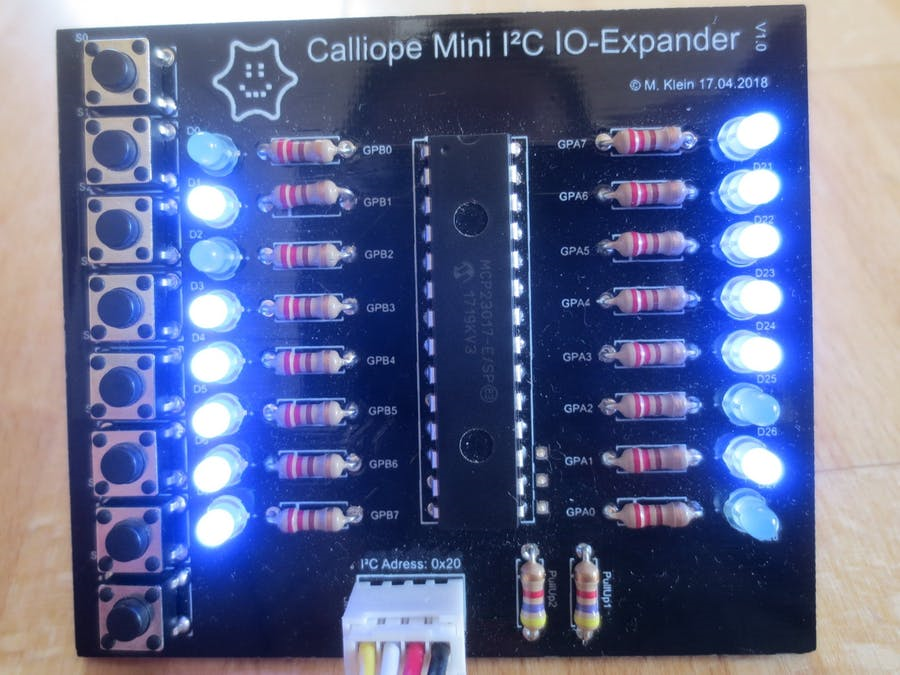 Calliope Mini I²C IO-Expander
V1.0
© M. Klein 17.04.2018
S0
S1
S2
D0
D1
D2
D3
D4
D5
GPB0
GPB1
GPB2
GPB3
GPB4
GPB5
GPB6
GPB7
MCP23017-E/SP
1719KV3
GPA7
GPA6
GPA5
GPA4
GPA3
GPA2
GPA1
GPA0
D21
D22
D23
D24
D25
D26
I²C Adress: 0x20
PullUp2
PullUp1